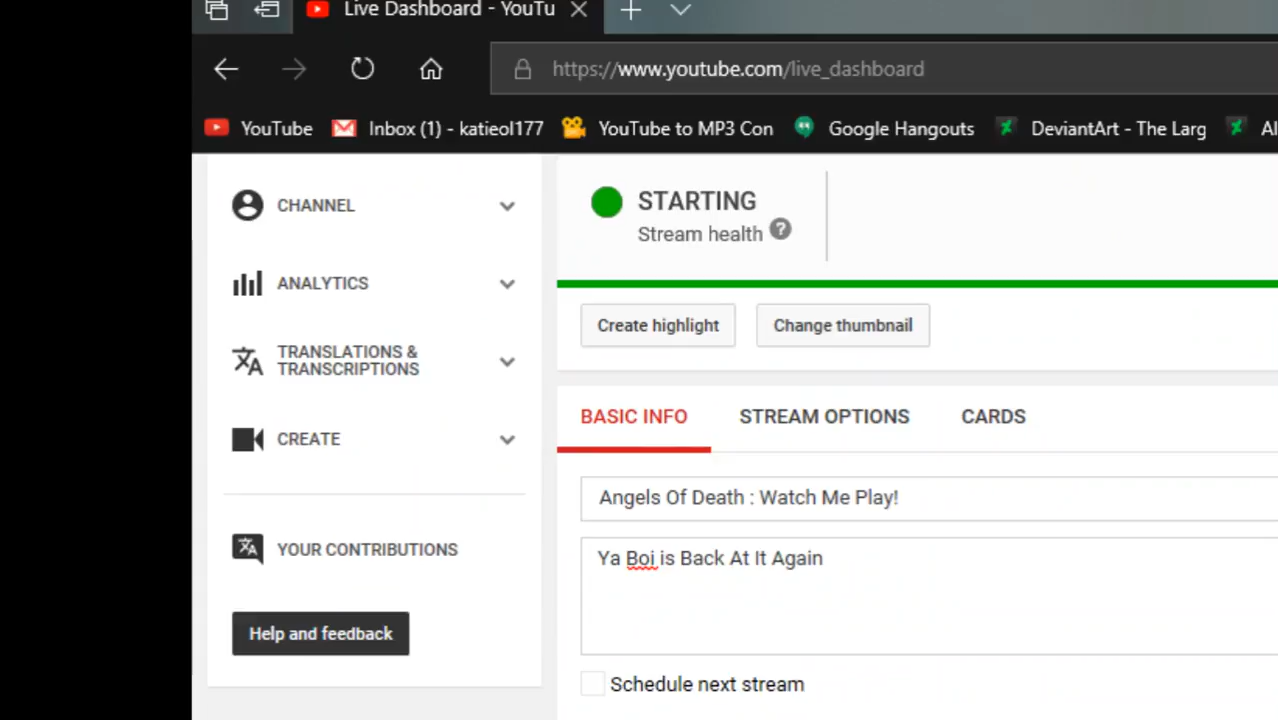 Live Dashboard - YouTu
https://www.youtube.com/live_dashboard
YouTube Inbox (1) - katieol177 YouTube to MP3 Con Google Hangouts DeviantArt - The Larg Al
CHANNEL
ANALYTICS
TRANSLATIONS &
TRANSCRIPTIONS
CREATE
YOUR CONTRIBUTIONS
Help and feedback
STARTING
Stream health ?
Create highlight Change thumbnail
BASIC INFO STREAM OPTIONS CARDS
Angels Of Death : Watch Me Play!
Ya Boi is Back At It Again
Schedule next stream